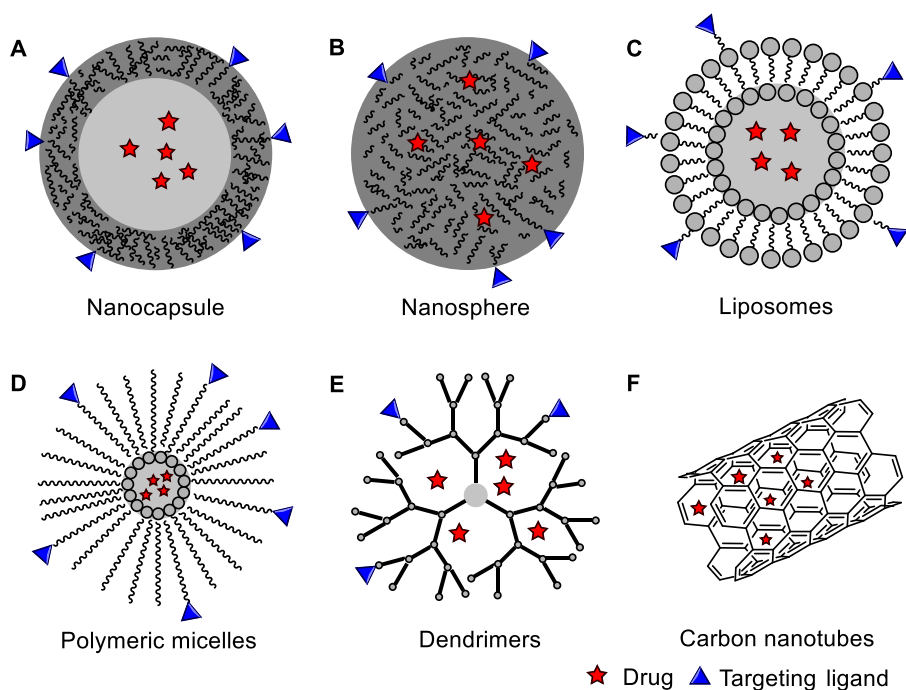 A
B
C
Nanocapsule
Nanosphere
Liposomes
D
E
F
Polymeric micelles
Dendrimers
Carbon nanotubes
Drug
Targeting ligand